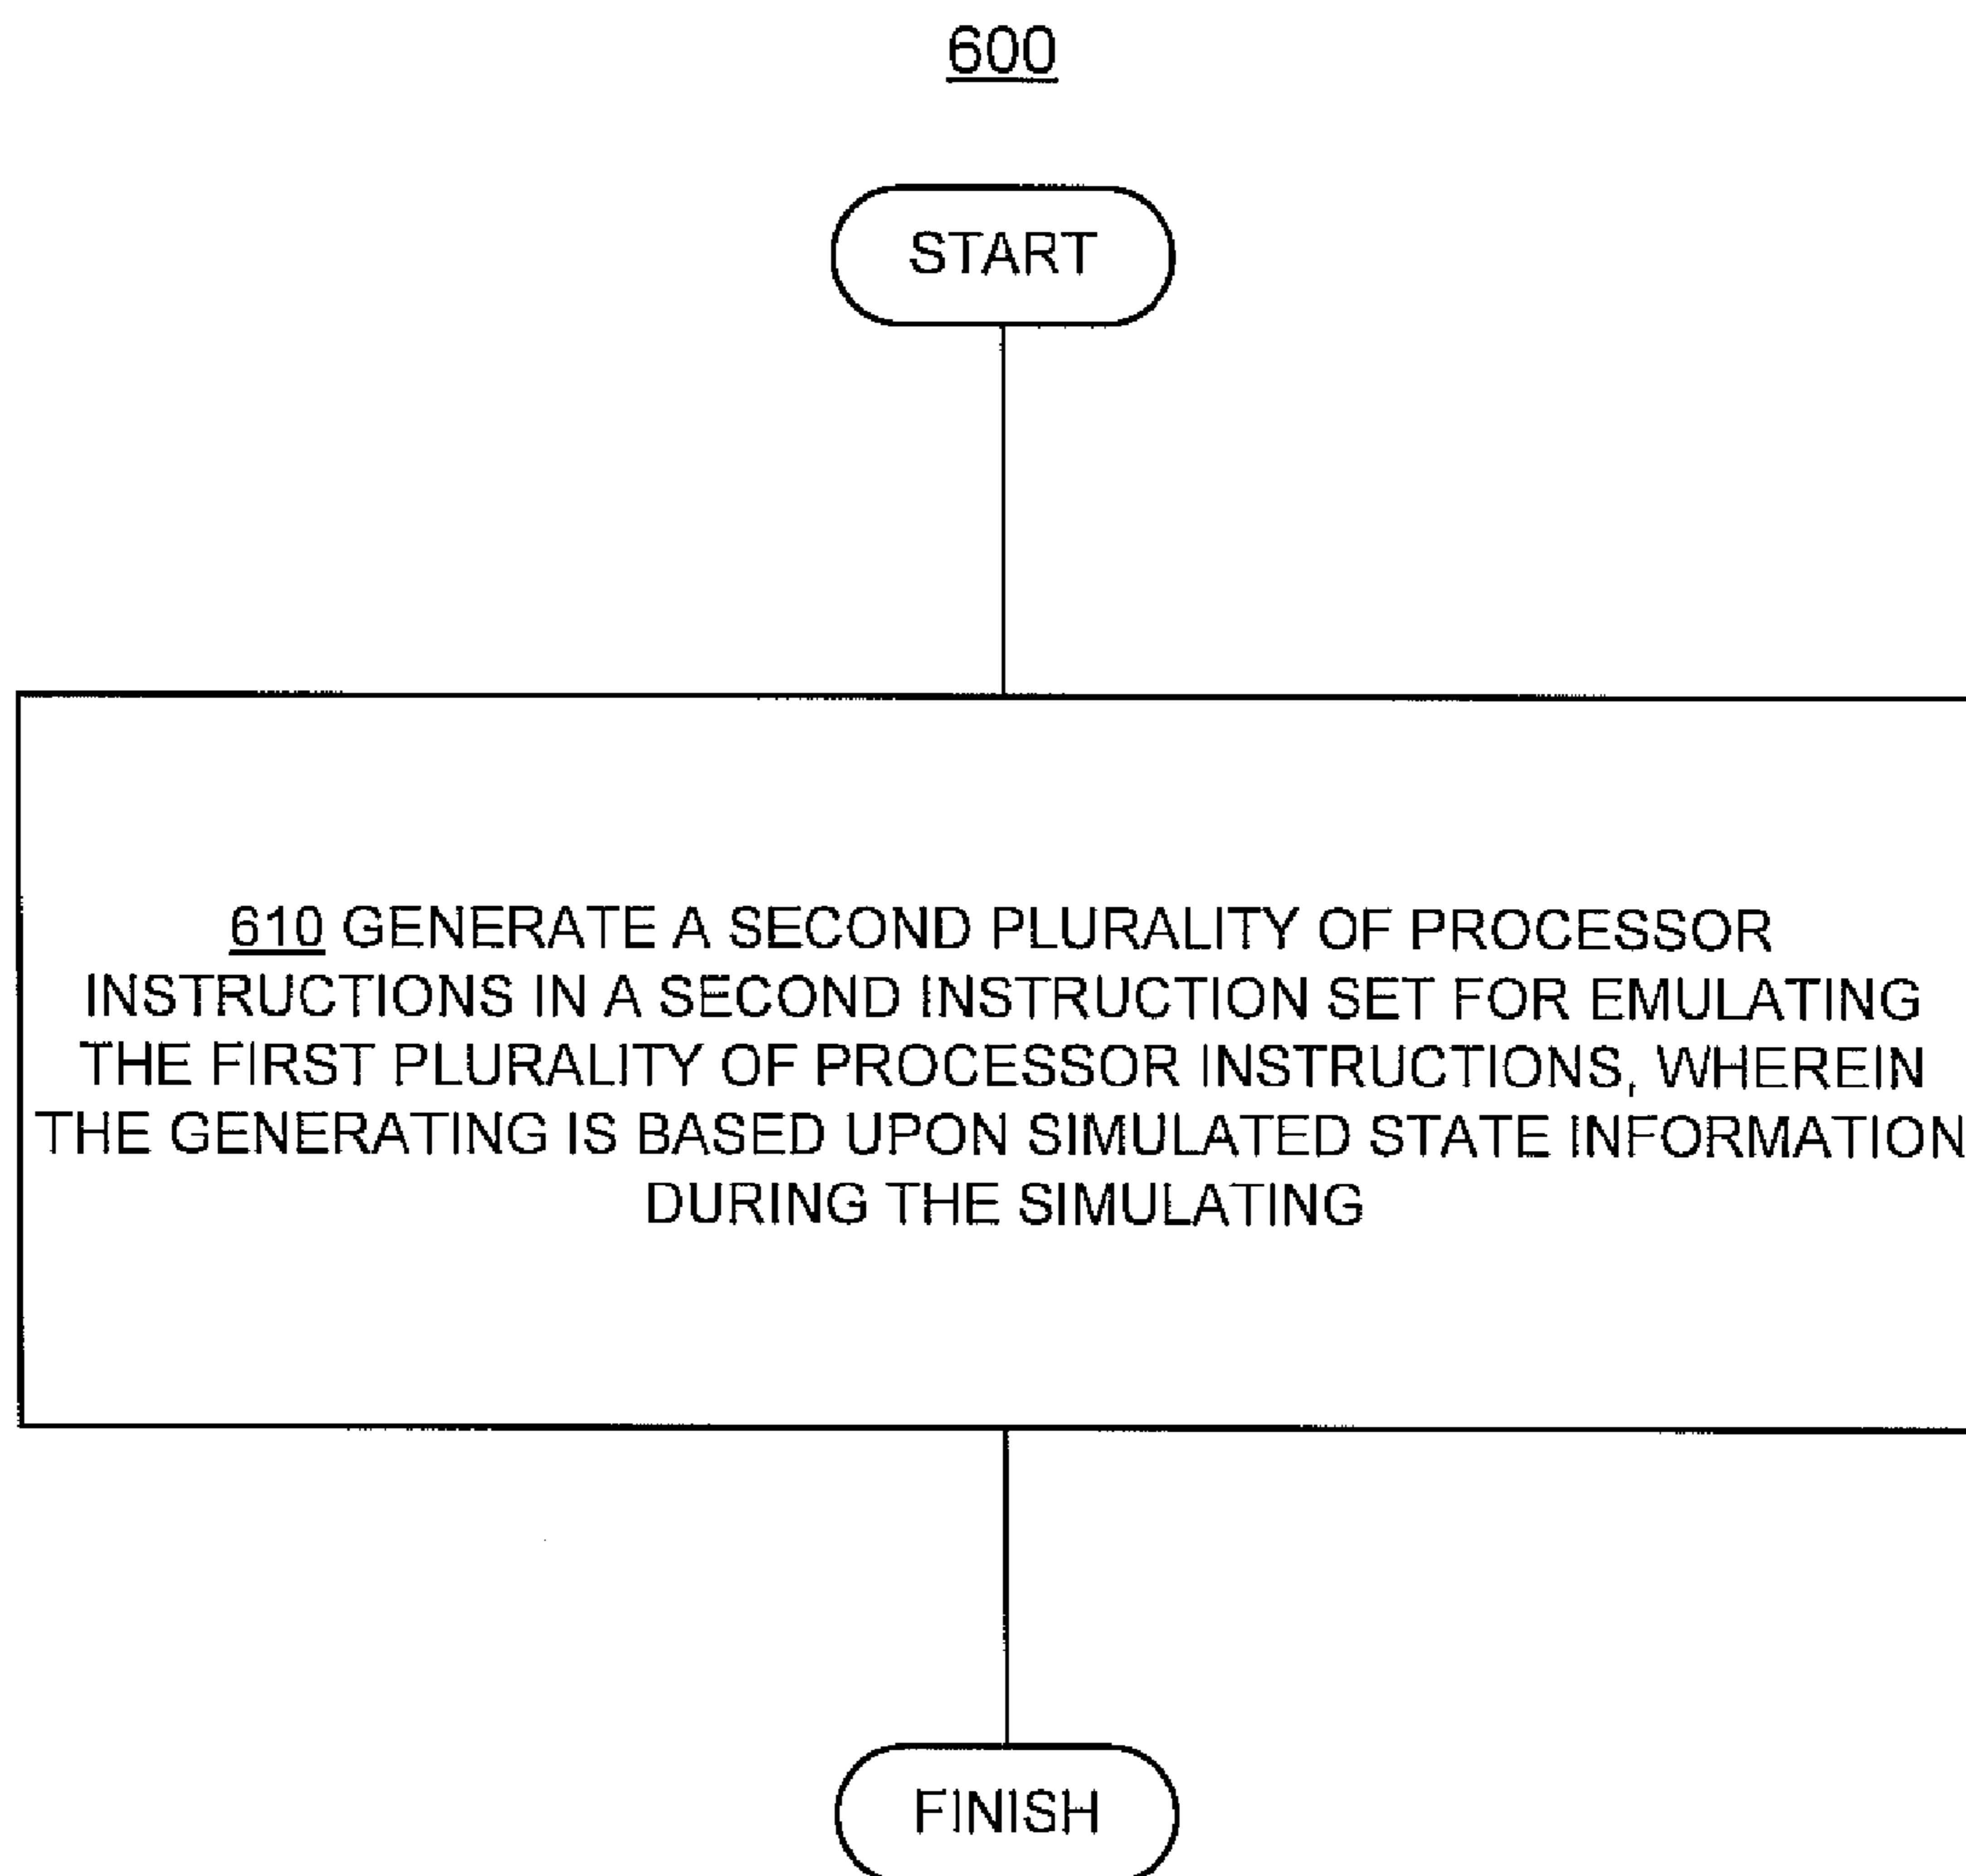 600
START
610 GENERATE A SECOND PLURALITY OF PROCESSOR
INSTRUCTIONS IN A SECOND INSTRUCTION SET FOR EMULATING
THE FIRST PLURALITY OF PROCESSOR INSTRUCTIONS, WHEREIN
THE GENERATING IS BASED UPON SIMULATED STATE INFORMATION
DURING THE SIMULATING
FINISH